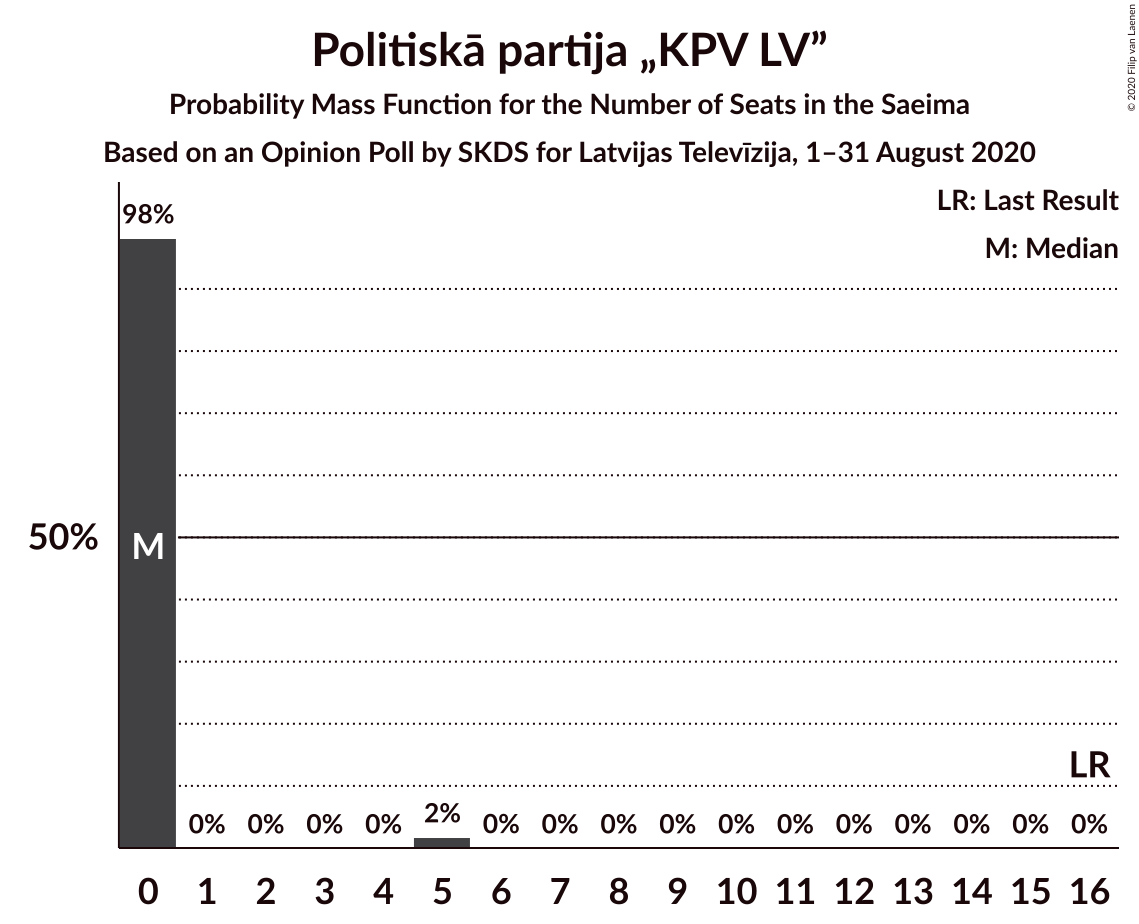 Politiskā partija „KPV LV”
Probability Mass Function for the Number of Seats in the Saeima
Based on an Opinion Poll by SKDS for Latvijas Televīzija, 1–31 August 2020
© 2020 Filip van Laenen
LR: Last Result
M: Median
98%
50%
M
LR
0% 0% 0% 0% 2% 0% 0% 0% 0% 0% 0% 0% 0% 0% 0% 0%
0 1 2 3 4 5 6 7 8 9 10 11 12 13 14 15 16